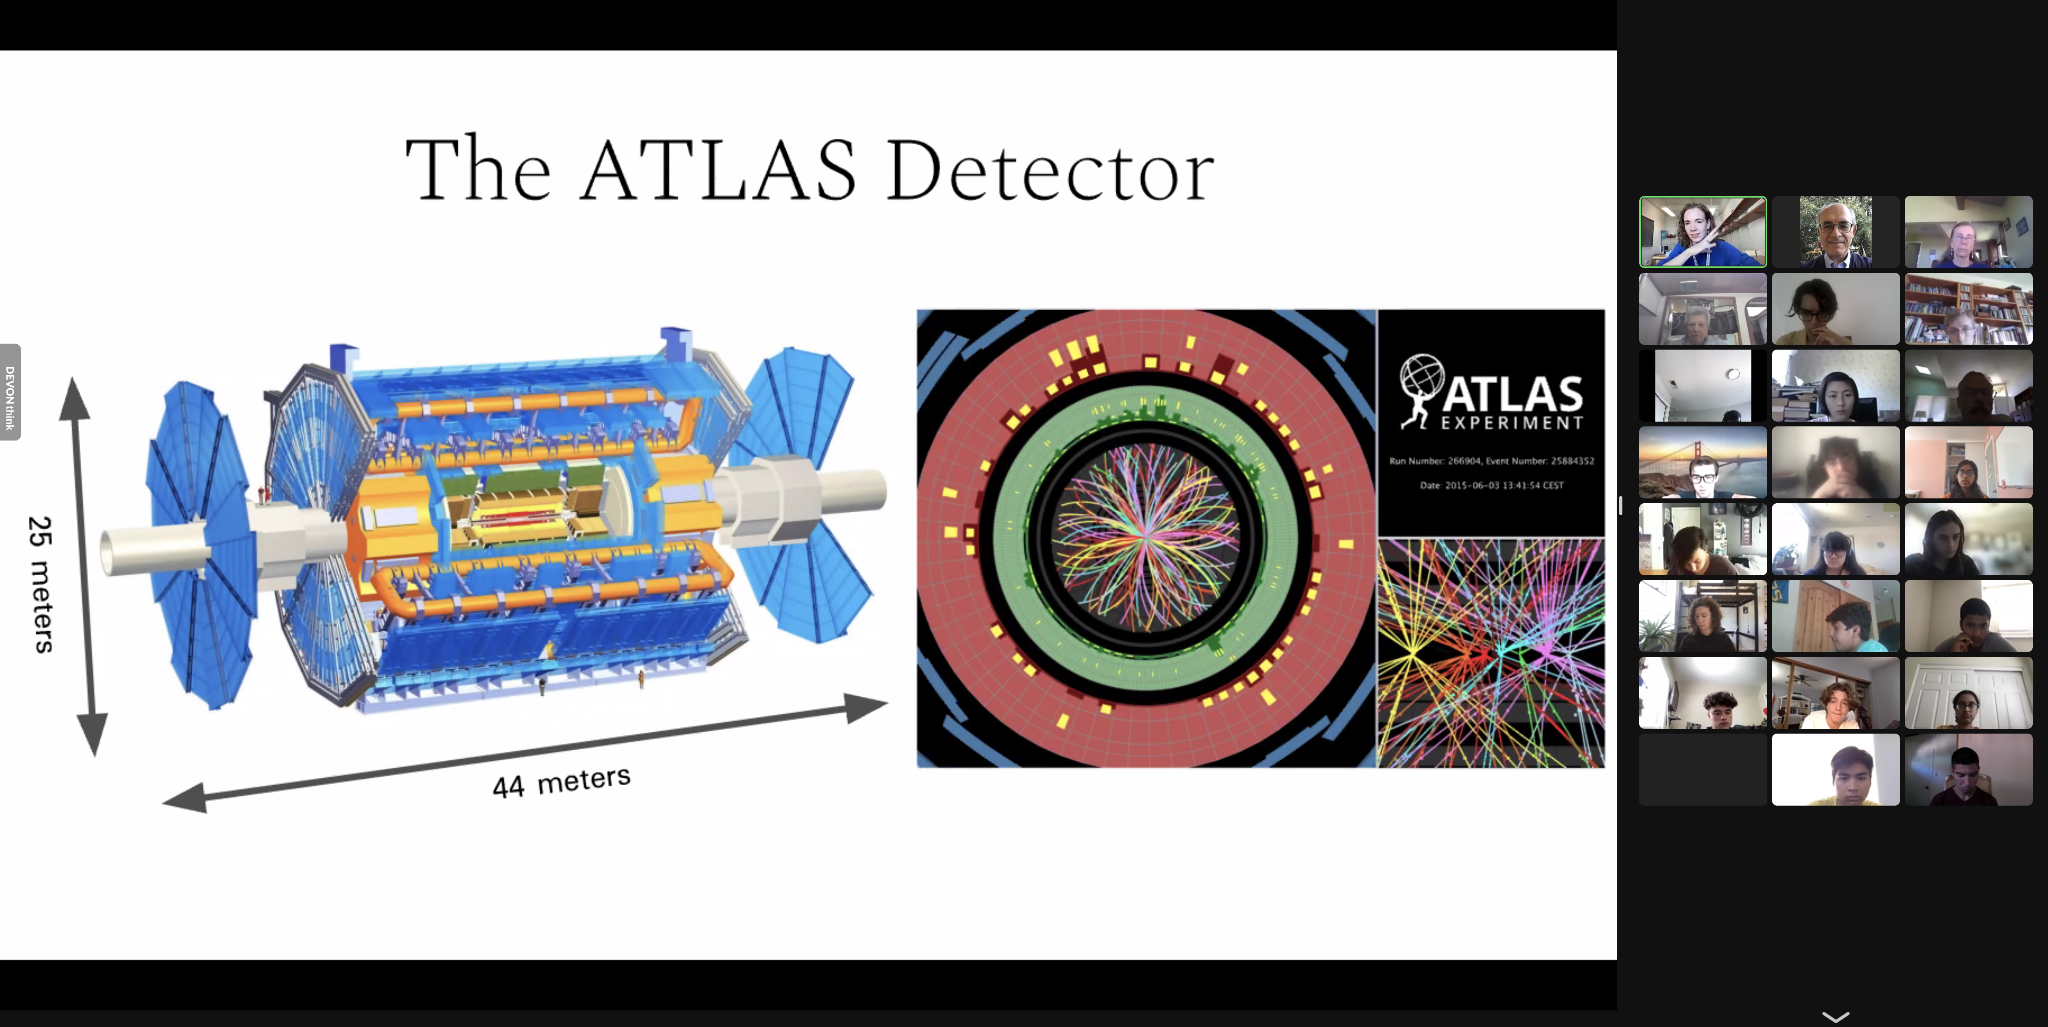 The ATLAS Detector
DEVONthink
25 meters
44 meters
ATLAS
EXPERIMENT
Run Number: 266904, Event Number: 25884352
Date: 2015-06-03 13:41:54 CEST